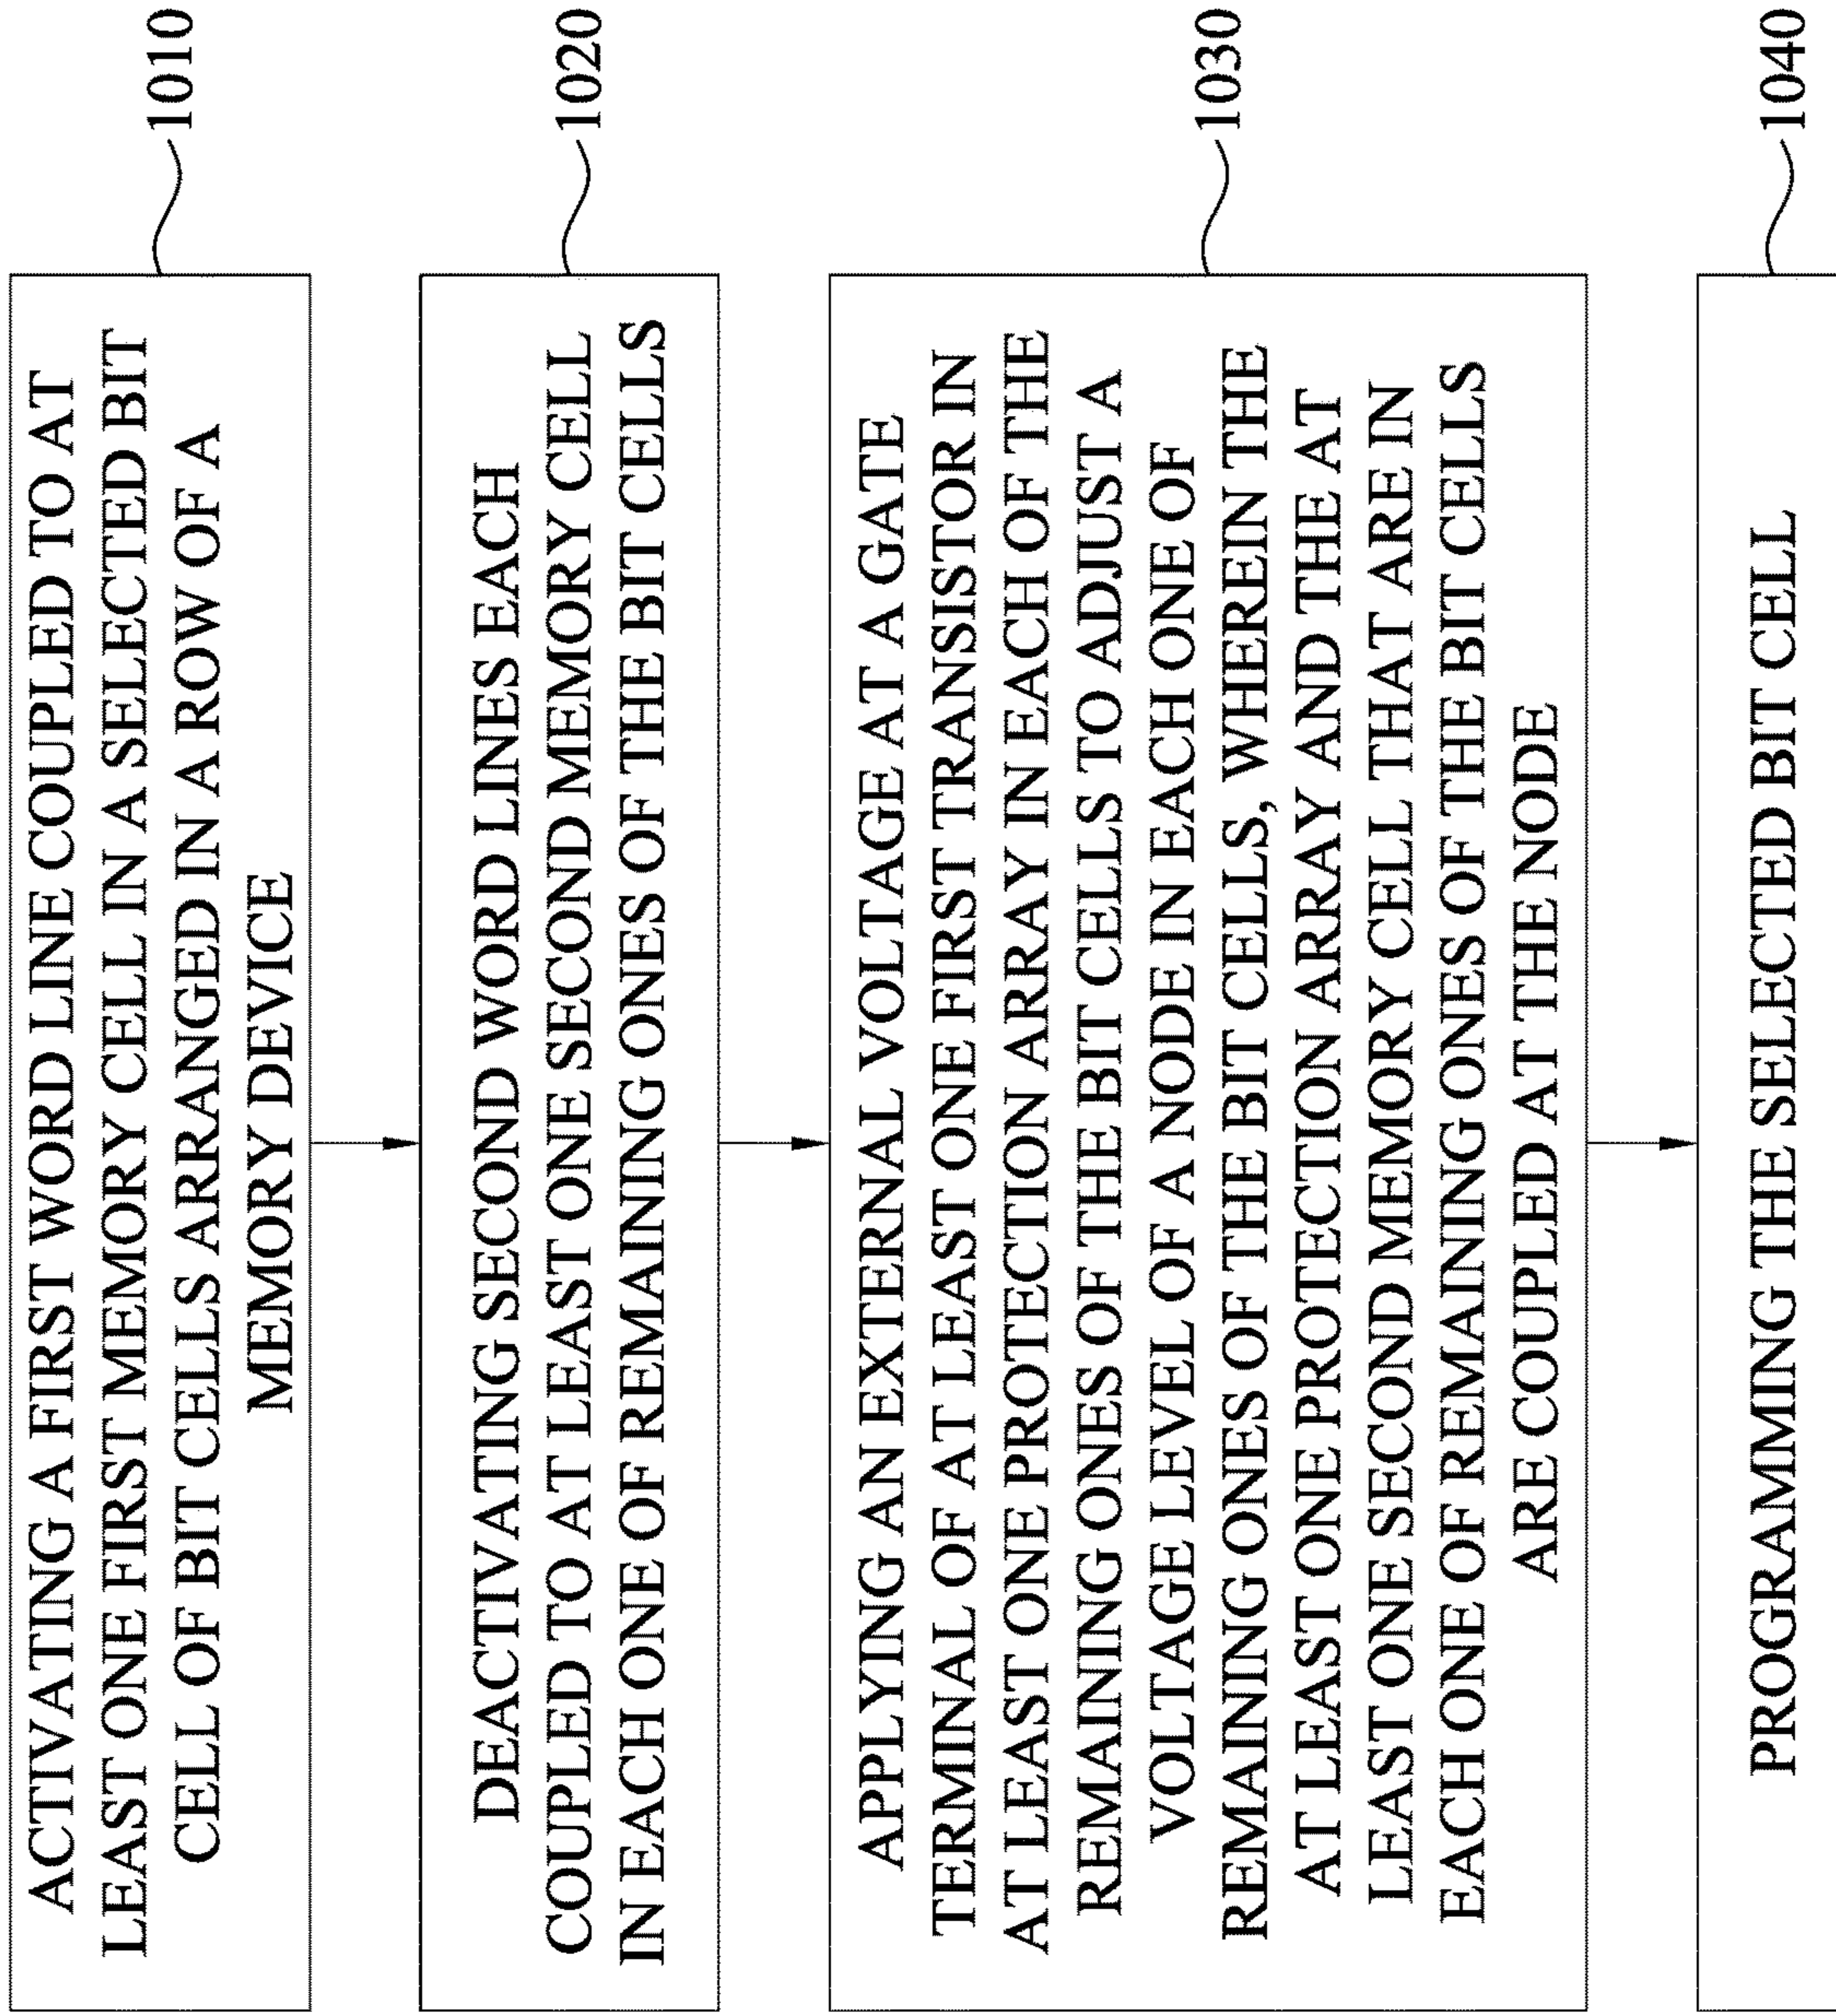 ACTIVATING A FIRST WORD LINE COUPLED TO AT
LEAST ONE FIRST MEMORY CELL IN A SELECTED BIT
CELL OF BIT CELLS ARRANGED IN A ROW OF A
MEMORY DEVICE
1010
DEACTIVATING SECOND WORD LINES EACH
COUPLED TO AT LEAST ONE SECOND MEMORY CELL
IN EACH ONE OF REMAINING ONES OF THE BIT CELLS
1020
APPLYING AN EXTERNAL VOLTAGE AT A GATE
TERMINAL OF AT LEAST ONE FIRST TRANSISTOR IN
AT LEAST ONE PROTECTION ARRAY IN EACH OF THE
REMAINING ONES OF THE BIT CELLS TO ADJUST A
VOLTAGE LEVEL OF A NODE IN EACH ONE OF
REMAINING ONES OF THE BIT CELLS, WHEREIN THE
AT LEAST ONE PROTECTION ARRAY AND THE AT
LEAST ONE SECOND MEMORY CELL THAT ARE IN
EACH ONE OF REMAINING ONES OF THE BIT CELLS
ARE COUPLED AT THE NODE
1030
PROGRAMMING THE SELECTED BIT CELL
1040